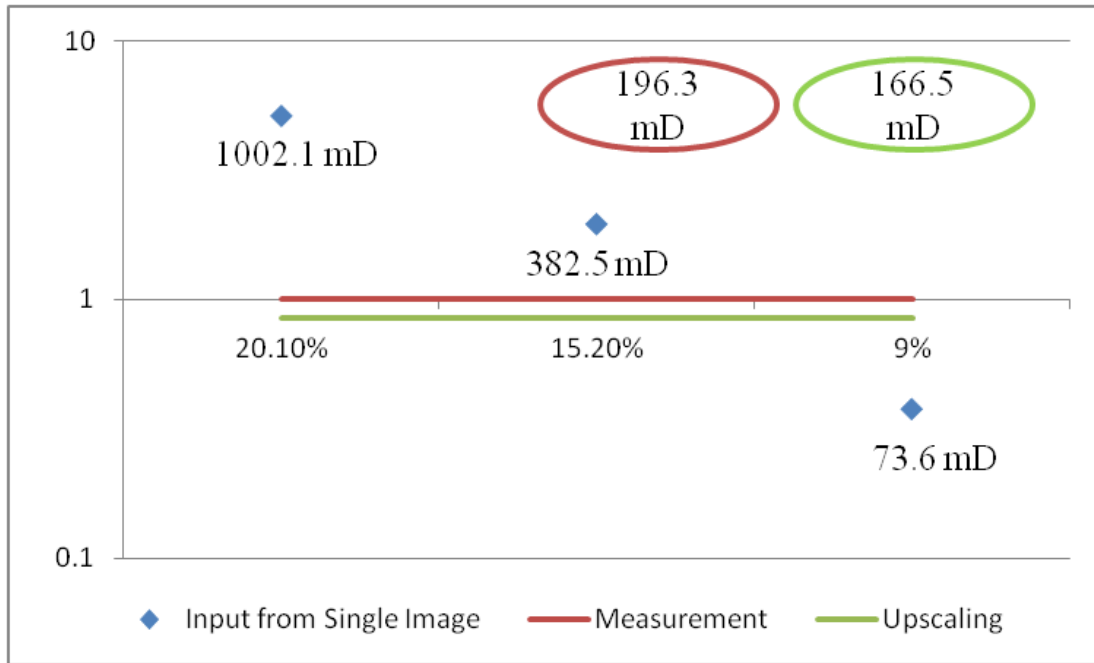 10
196.3
mD
166.5
mD
1002.1 mD
382.5 mD
1
20.10%
15.20%
9%
73.6 mD
0.1
Input from Single Image
Measurement
Upscaling